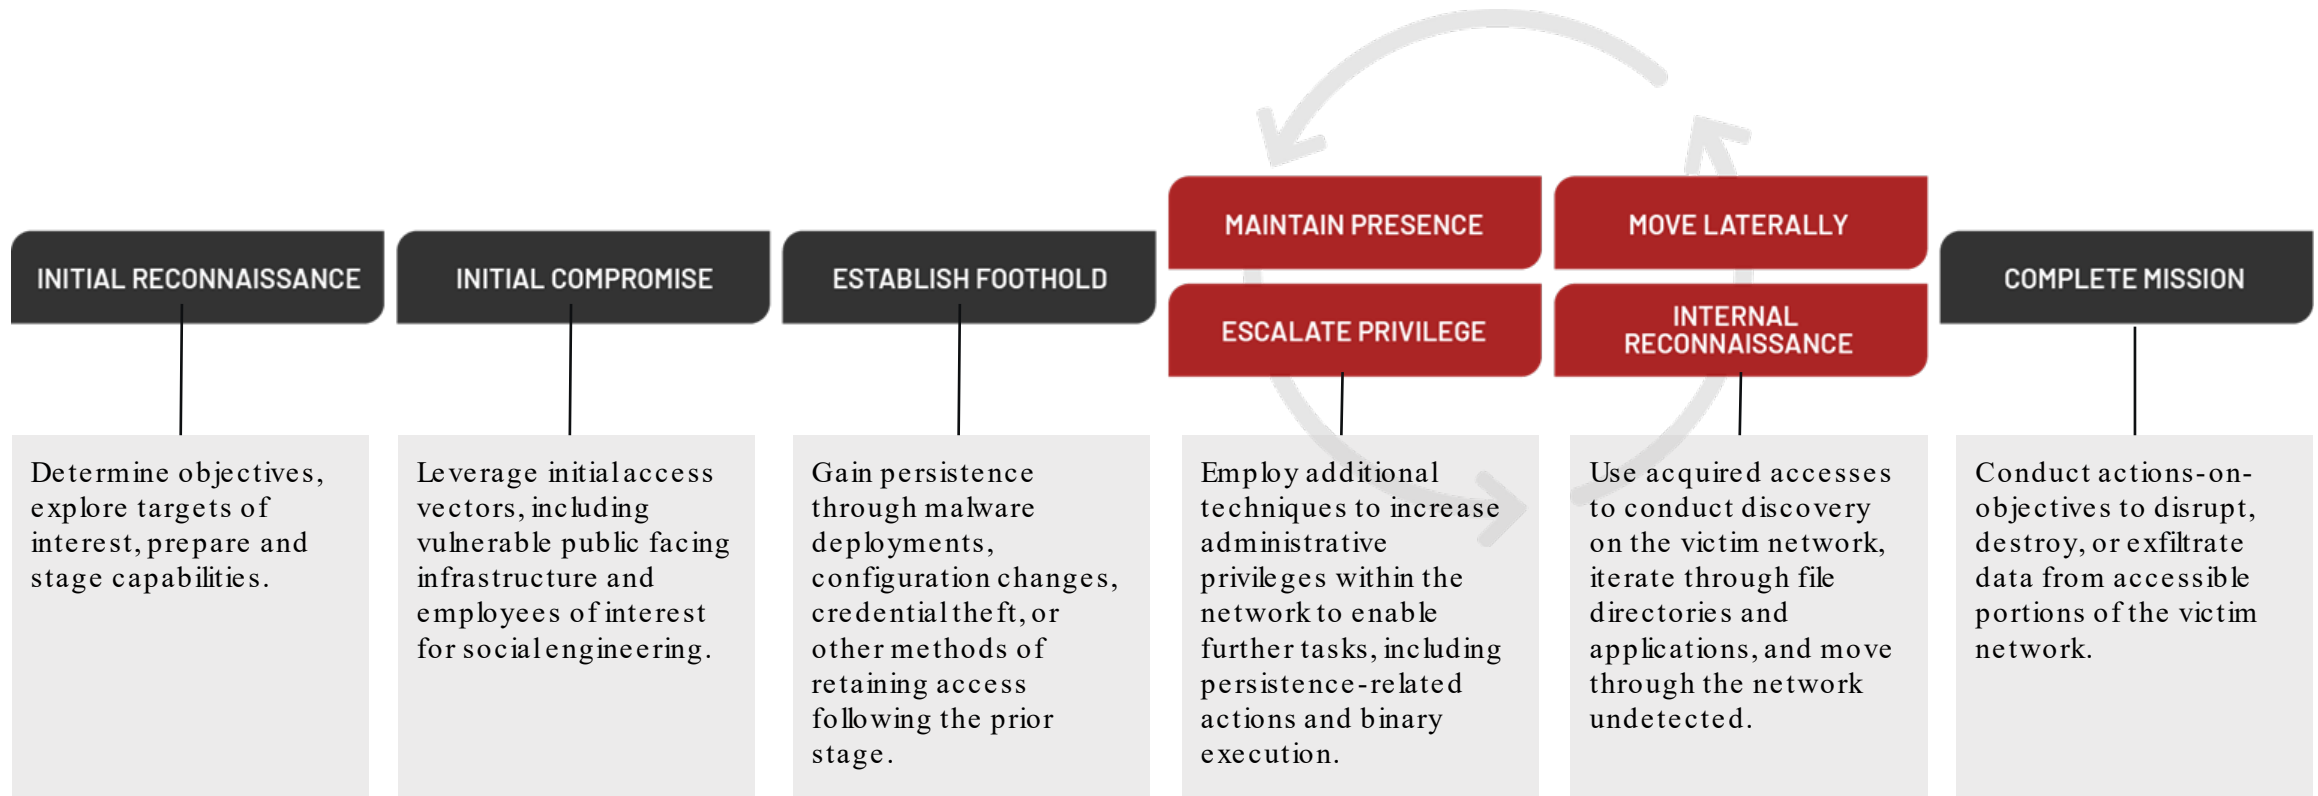 INITIAL RECONNAISSANCE
INITIAL COMPROMISE
ESTABLISH FOOTHOLD
MAINTAIN PRESENCE
MOVE LATERALLY
ESCALATE PRIVILEGE
INTERNAL
RECONNAISSANCE
COMPLETE MISSION
Determine objectives,
explore targets of
interest, prepare and
stage capabilities.
Leverage initial access
vectors, including
vulnerable public facing
infrastructure and
employees of interest
for social engineering.
Gain persistence
through malware
deployments,
configuration changes,
credential theft, or
other methods of
retaining access
following the prior
stage.
Employ additional
techniques to increase
administrative
privileges within the
network to enable
further tasks, including
persistence-related
actions and binary
execution.
Use acquired accesses
to conduct discovery
on the victim network,
iterate through file
directories and
applications, and move
through the network
undetected.
Conduct actions-on-
objectives to disrupt,
destroy, or exfiltrate
data from accessible
portions of the victim
network.